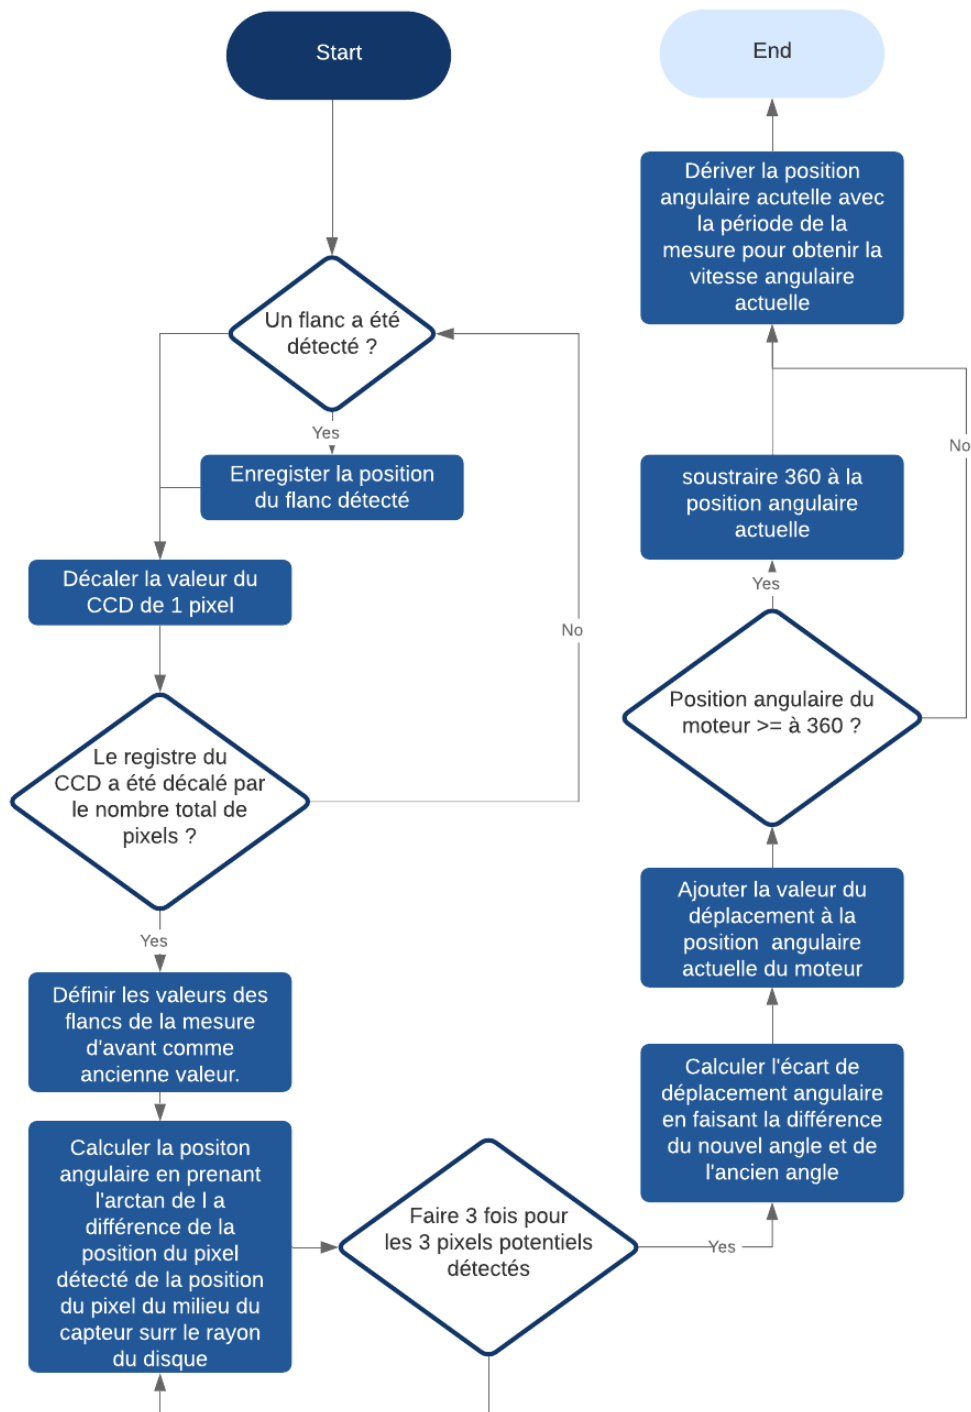 Start
Un flanc a été
détecté ?
Yes
Enregister la position
du flanc détecté
Décaler la valeur du
CCD de 1 pixel
No
Le registre du
CCD a été décalé par
le nombre total de
pixels ?
Yes
Définir les valeurs des
flancs de la mesure
d'avant comme
ancienne valeur.
Calculer la positon
angulaire en prenant
l'arctan de l a
différence de la
position du pixel
détecté de la position
du pixel du milieu du
capteur surr le rayon
du disque
Faire 3 fois pour
les 3 pixels potentiels
détectés
Yes
Calculer l'écart de
déplacement angulaire
en faisant la différence
du nouvel angle et de
l'ancien angle
Ajouter la valeur du
déplacement à la
position angulaire
actuelle du moteur
Position angulaire du
moteur >= à 360 ?
Yes
No
soustraire 360 à la
position angulaire
actuelle
Dériver la position
angulaire acutelle avec
la période de la
mesure pour obtenir la
vitesse angulaire
actuelle
End